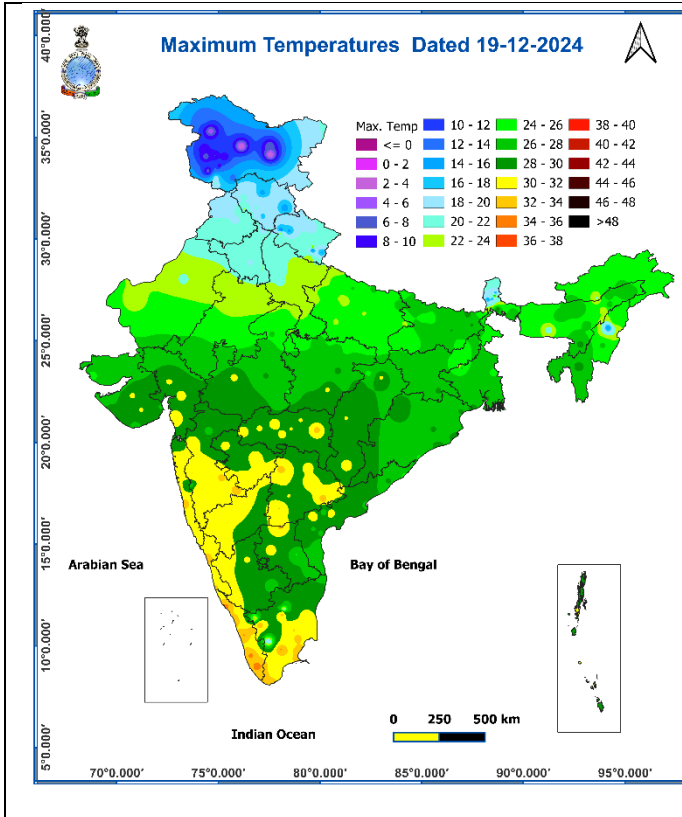 Maximum Temperatures Dated 19-12-2024
Max. Temp
<= 0
0 - 2
2 - 4
4 - 6
6 - 8
8 - 10
10 - 12
12 - 14
14 - 16
16 - 18
18 - 20
20 - 22
22 - 24
24 - 26
26 - 28
28 - 30
30 - 32
32 - 34
34 - 36
36 - 38
38 - 40
40 - 42
42 - 44
44 - 46
46 - 48
>48
40°0.000'
35°0.000'
30°0.000'
25°0.000'
20°0.000'
15°0.000'
10°0.000'
5°0.000'
Arabian Sea
Bay of Bengal
Indian Ocean
0 250 500 km
70°0.000' 75°0.000' 80°0.000' 85°0.000' 90°0.000' 95°0.000'